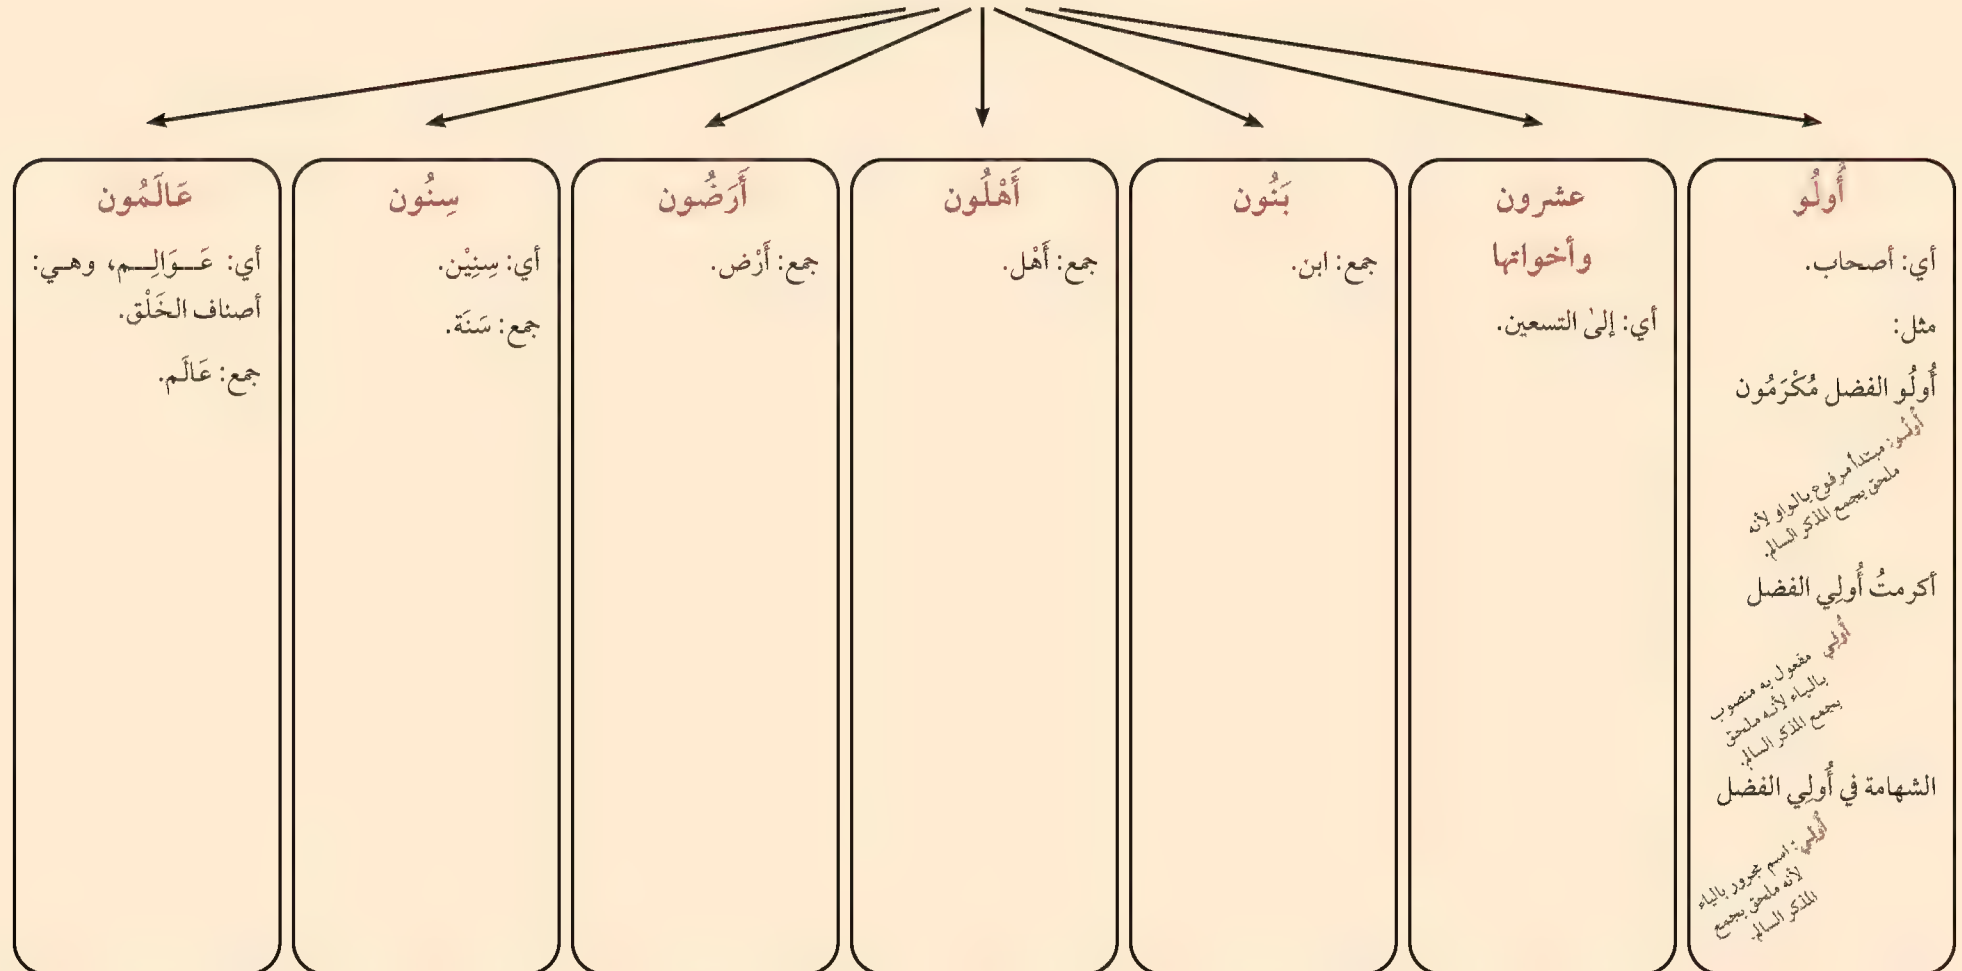 أُولُو
أي: أصحاب.
مثل:
أُولُو الفضل مُكْرَمُون
أُولُو: مبتدأ مرفوع بالواو لأنه
ملحق بجمع المذكر السالم.
أكرمتُ أُولِي الفضل
أُولِي مفعول به منصوب
بالياء لأنه ملحق
بجمع المذكر السالم.
الشهامة في أُولِي الفضل
أُولِي: اسم مجرور بالياء
لأنه ملحق بجمع
المذكر السالم.
عشرون
وأخواتها
أي: إلىٰ التسعين.
بَنُون
جمع: ابن.
أَهْلُون
جمع: أَهْل.
أَرَضُون
جمع: أَرْض.
سِنُون
أي: سِنِيْن.
جمع: سَنَة.
عَالَمُون
أي: عَـوَالِـم، وهـي:
أصناف الخَلْق.
جمع: عَالَم.